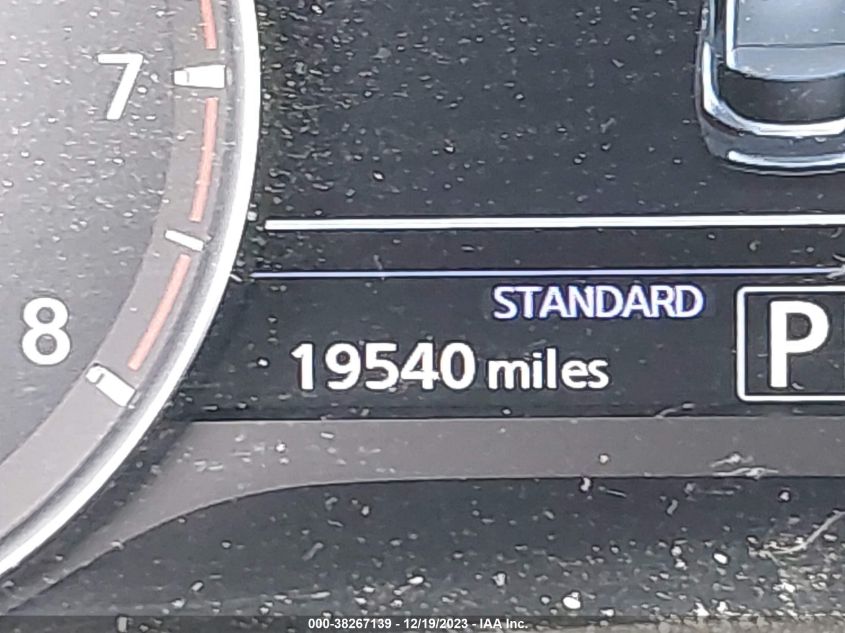 7
8
STANDARD
19540 miles
P
000-38267139 - 12/19/2023 - IAA Inc.